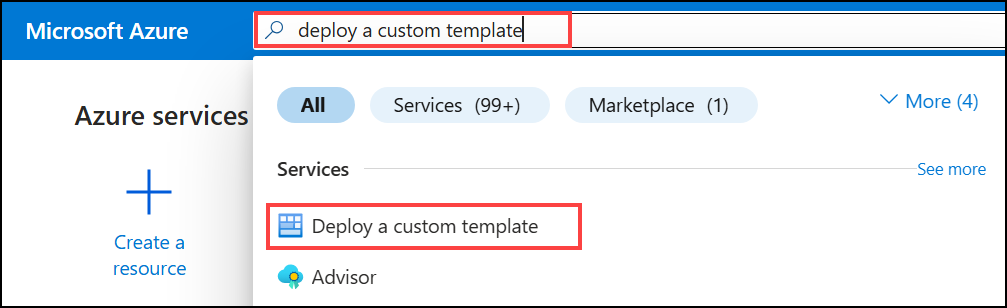 Microsoft Azure
deploy a custom template
All
Services (99+)
Marketplace (1)
More (4)
Azure services
Services
See more
Deploy a custom template
Create a
resource
Advisor